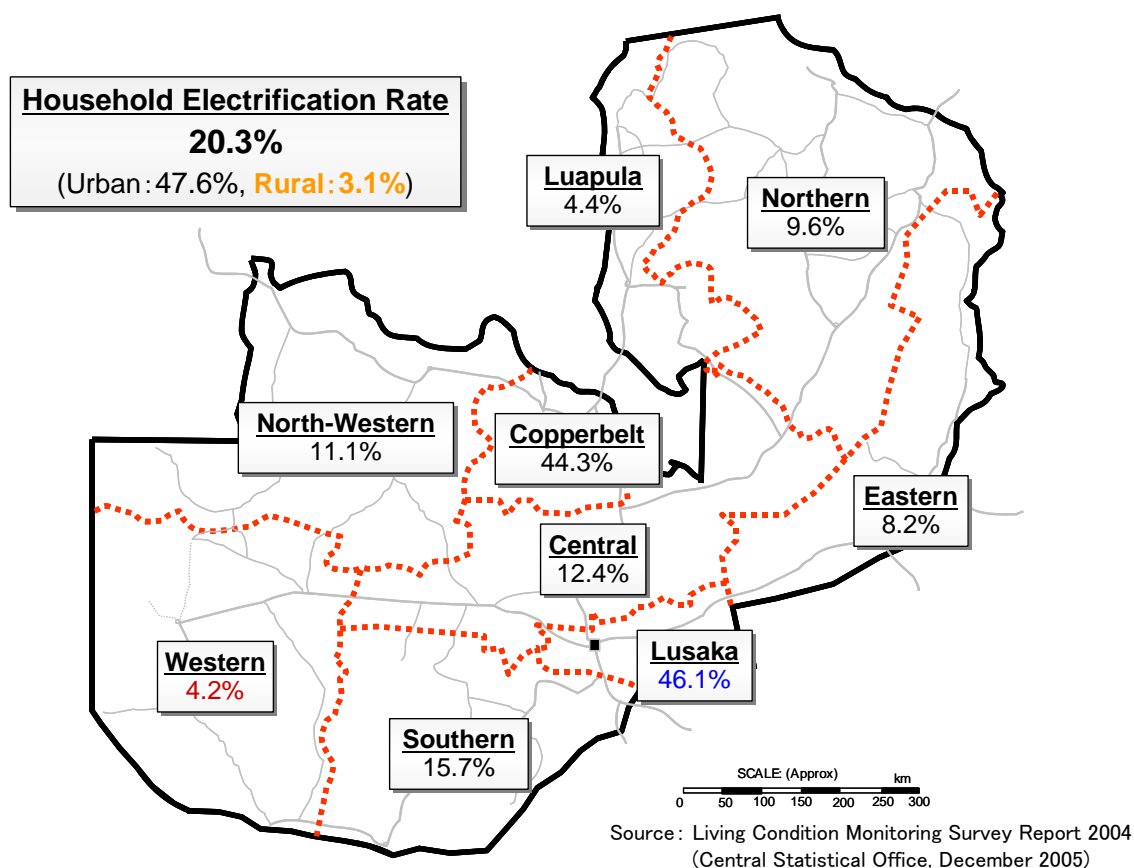 Household Electrification Rate
20.3%
(Urban：47.6%, Rural：3.1%)
Luapula
4.4%
Northern
9.6%
North-Western
11.1%
Copperbelt
44.3%
Eastern
8.2%
Central
12.4%
Western
4.2%
Lusaka
46.1%
Southern
15.7%
SCALE: (Approx) km
0 50 100 150 200 250 300
Source： Living Condition Monitoring Survey Report 2004
(Central Statistical Office, December 2005)